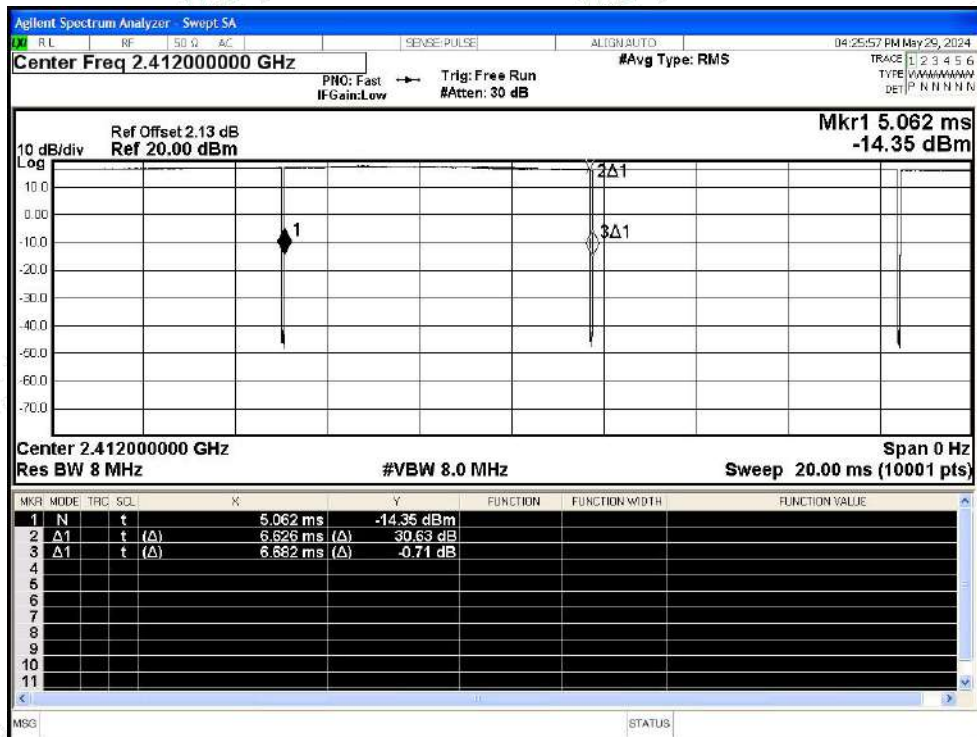 Agilent Spectrum Analyzer - Swept SA
LXI RL RF 50 Ω AC SENSE:PULSE ALIGNAUTO 04:25:57 PM May 29, 2024
Center Freq 2.412000000 GHz #Avg Type: RMS TRACE 1 2 3 4 5 6
PNO: Fast Trig: Free Run TYPE
IFGain:Low #Atten: 30 dB DET P N N N N N
Mkr1 5.062 ms
Ref Offset 2.13 dB
10 dB/div Ref 20.00 dBm -14.35 dBm
Log
2Δ1
10.0
0.00
1 3Δ1
-10.0
-20.0
-30.0
-40.0
-50.0
-60.0
-70.0
Center 2.412000000 GHz Span 0 Hz
Res BW 8 MHz #VBW 8.0 MHz Sweep 20.00 ms (10001 pts)
MKR MODE TRC SCL X Y FUNCTION FUNCTION WIDTH FUNCTION VALUE
1 N t 5.062 ms -14.35 dBm
2 Δ1 t (Δ) 6.626 ms (Δ) 30.63 dB
3 Δ1 t (Δ) 6.682 ms (Δ) -0.71 dB
4
5
6
7
8
9
10
11
MSG STATUS